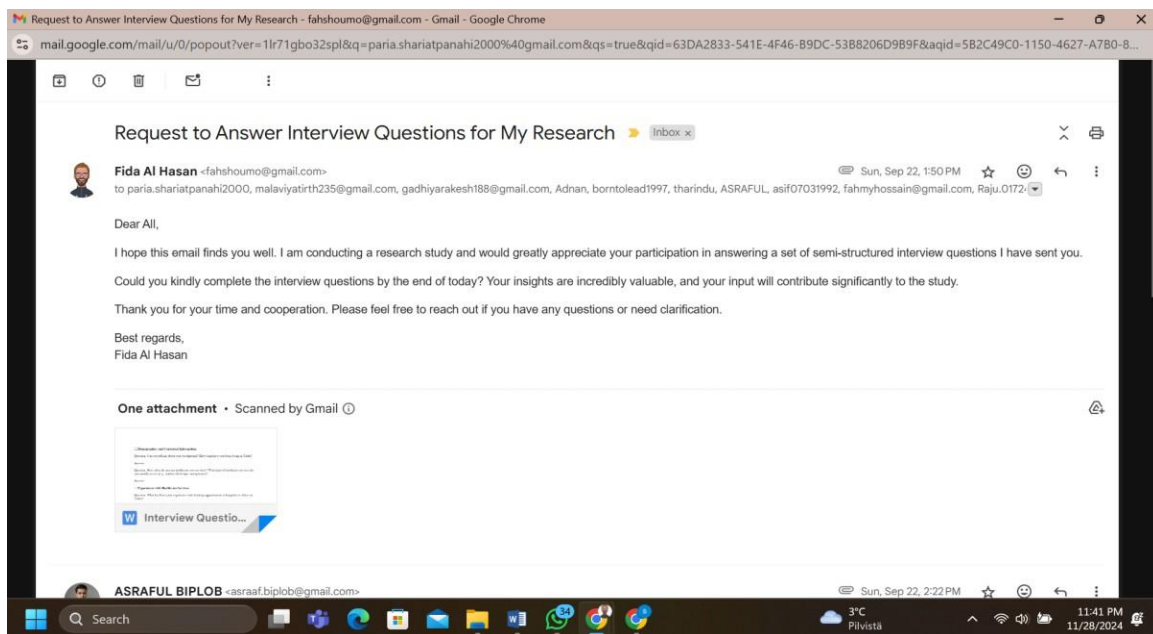 Request to Answer Interview Questions for My Research - fahshoumo@gmail.com - Gmail - Google Chrome
mail.google.com/mail/u/0/popout?ver=1lr71gbo32spl&q=paria.shariatpanahi2000%40gmail.com&qs=true&qid=63DA2833-541E-4F46-B9DC-53B8206D9B9F&aqid=5B2C49C0-1150-4627-A7B0-8...
Request to Answer Interview Questions for My Research Inbox x
Fida Al Hasan <fahshoumo@gmail.com> Sun, Sep 22, 1:50 PM
to paria.shariatpanahi2000, malaviyatirth235@gmail.com, gadhiyarakesh188@gmail.com, Adnan, borntolead1997, tharindu, ASRAFUL, asif07031992, fahmyhossain@gmail.com, Raju.0172
Dear All,
I hope this email finds you well. I am conducting a research study and would greatly appreciate your participation in answering a set of semi-structured interview questions I have sent you.
Could you kindly complete the interview questions by the end of today? Your insights are incredibly valuable, and your input will contribute significantly to the study.
Thank you for your time and cooperation. Please feel free to reach out if you have any questions or need clarification.
Best regards,
Fida Al Hasan
One attachment • Scanned by Gmail
W Interview Questio...
ASRAFUL BIPLOB <asraaf.biplob@gmail.com> Sun, Sep 22, 2:22 PM
Search 34 3°C 11:41 PM
Pilvistä 11/28/2024